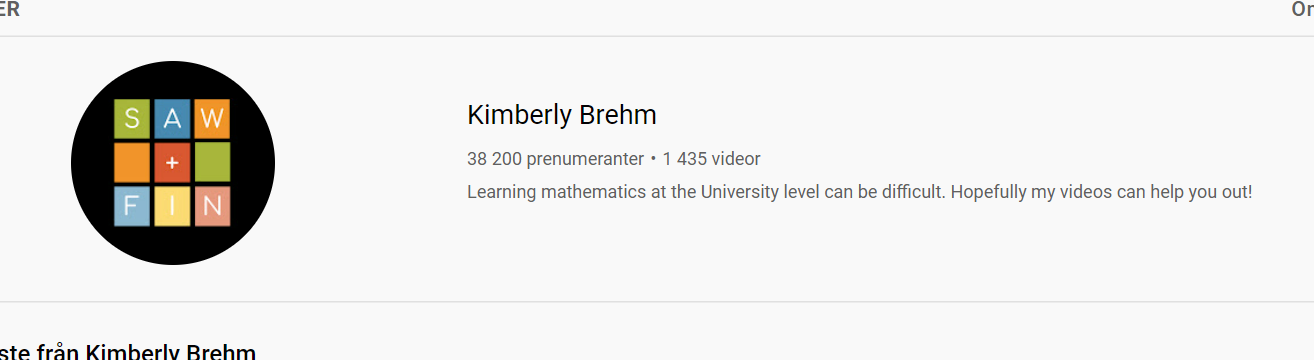 ER
S A W
+
F I N
Kimberly Brehm
38 200 prenumeranter • 1 435 videor
Learning mathematics at the University level can be difficult. Hopefully my videos can help you out!
ste från Kimberly Brehm